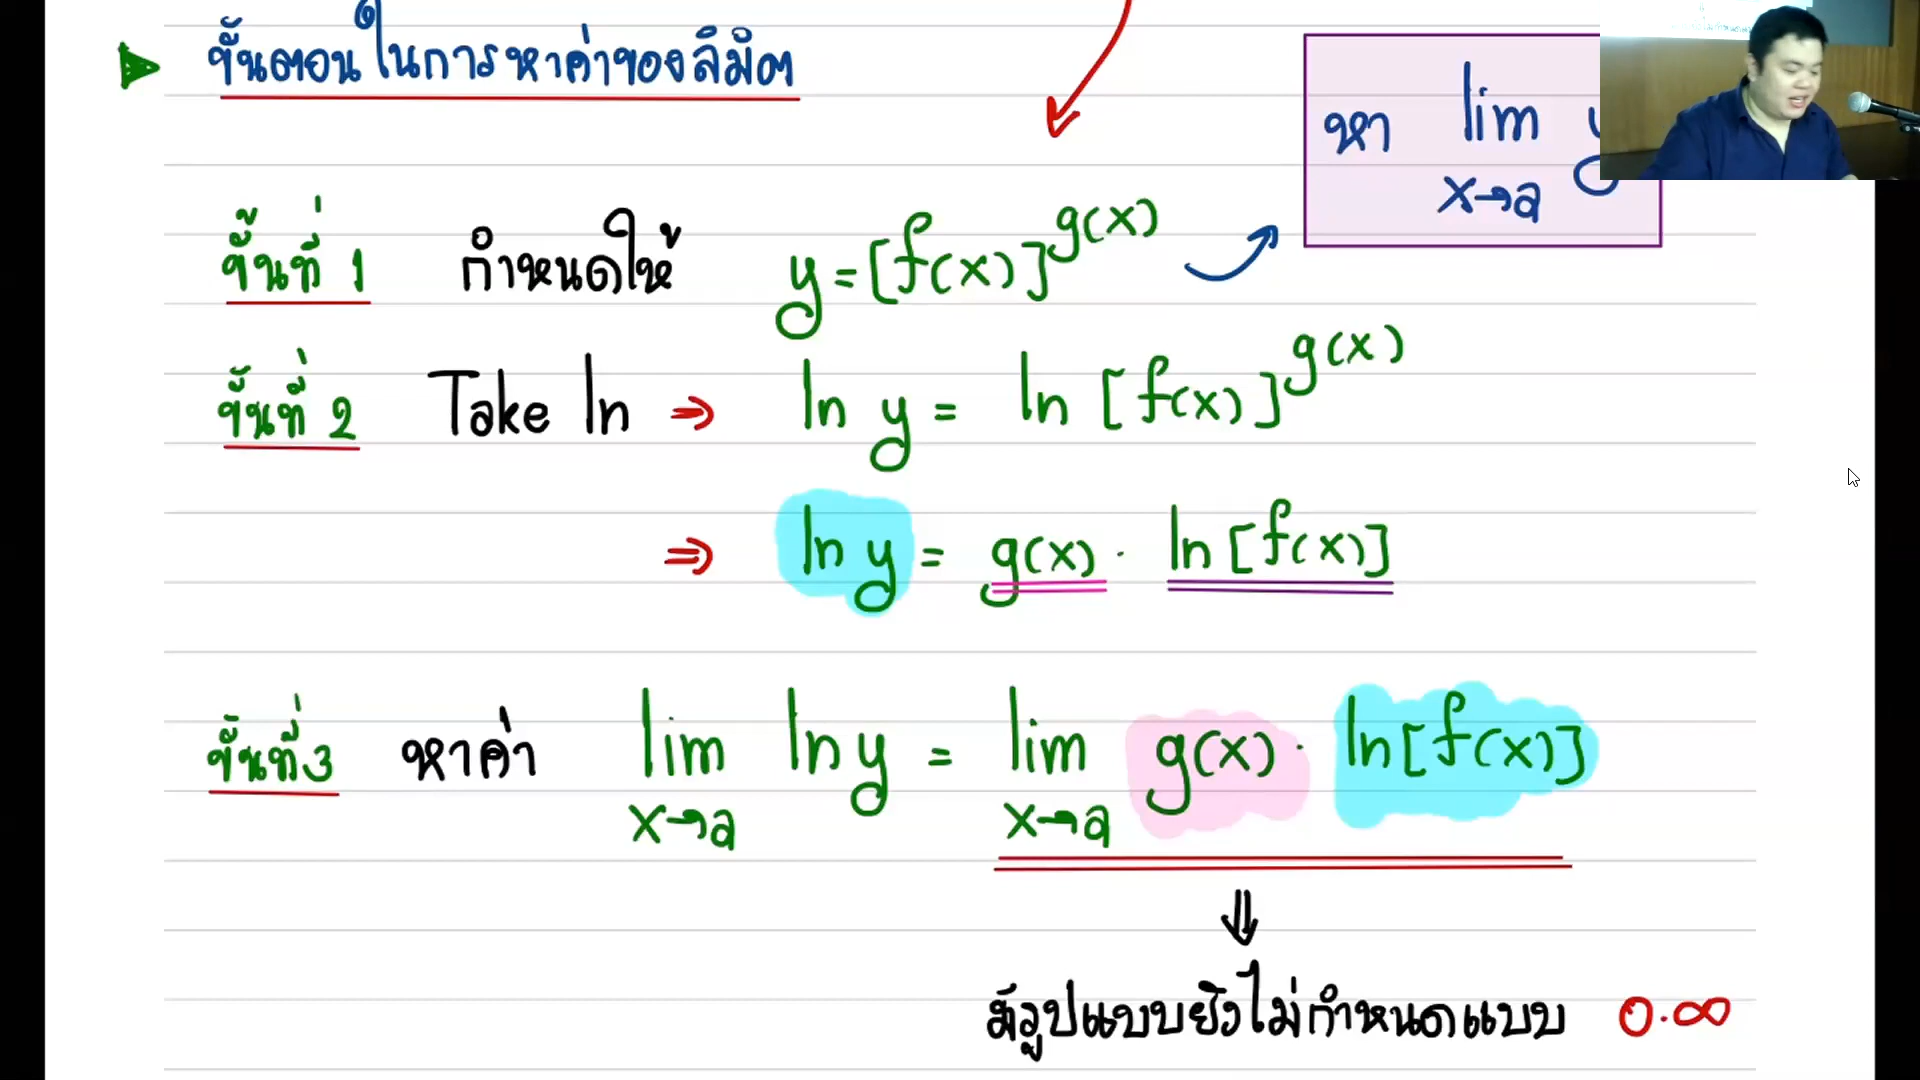 ขั้นตอนในการหาค่าของลิมิต
หา lim
x→a
ขั้นที่ 1 กำหนดให้ y = [f(x)]^g(x)
ขั้นที่ 2 Take ln ⇒ ln y = ln [f(x)]^g(x)
⇒ ln y = g(x) · ln [f(x)]
ขั้นที่ 3 หาค่า lim ln y = lim g(x) · ln [f(x)]
x→a x→a
⇓
มีรูปแบบยังไม่กำหนดแบบ 0·∞